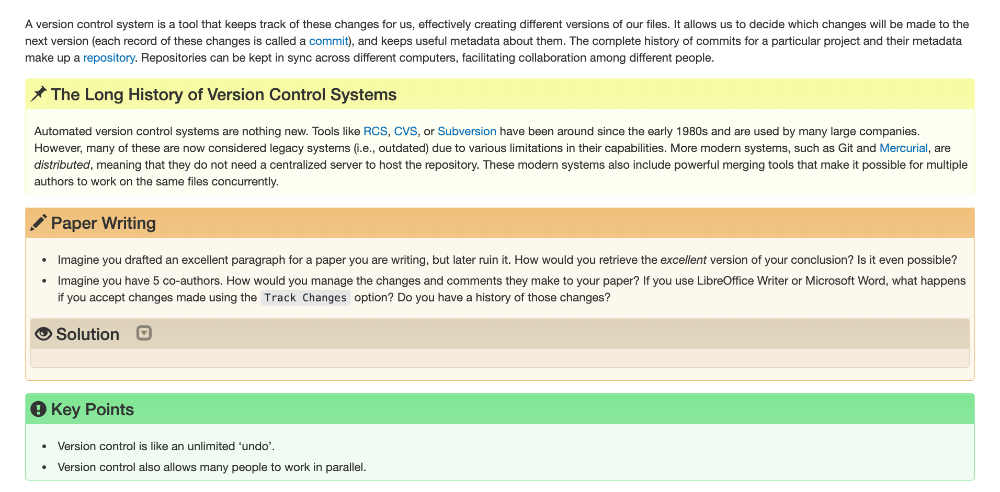 A version control system is a tool that keeps track of these changes for us, effectively creating different versions of our files. It allows us to decide which changes will be made to the
next version (each record of these changes is called a commit), and keeps useful metadata about them. The complete history of commits for a particular project and their metadata
make up a repository. Repositories can be kept in sync across different computers, facilitating collaboration among different people.
The Long History of Version Control Systems
Automated version control systems are nothing new. Tools like RCS, CVS, or Subversion have been around since the early 1980s and are used by many large companies.
However, many of these are now considered legacy systems (i.e., outdated) due to various limitations in their capabilities. More modern systems, such as Git and Mercurial, are
distributed, meaning that they do not need a centralized server to host the repository. These modern systems also include powerful merging tools that make it possible for multiple
authors to work on the same files concurrently.
Paper Writing
• Imagine you drafted an excellent paragraph for a paper you are writing, but later ruin it. How would you retrieve the excellent version of your conclusion? Is it even possible?
• Imagine you have 5 co-authors. How would you manage the changes and comments they make to your paper? If you use LibreOffice Writer or Microsoft Word, what happens
if you accept changes made using the Track Changes option? Do you have a history of those changes?
Solution
Key Points
• Version control is like an unlimited ‘undo’.
• Version control also allows many people to work in parallel.